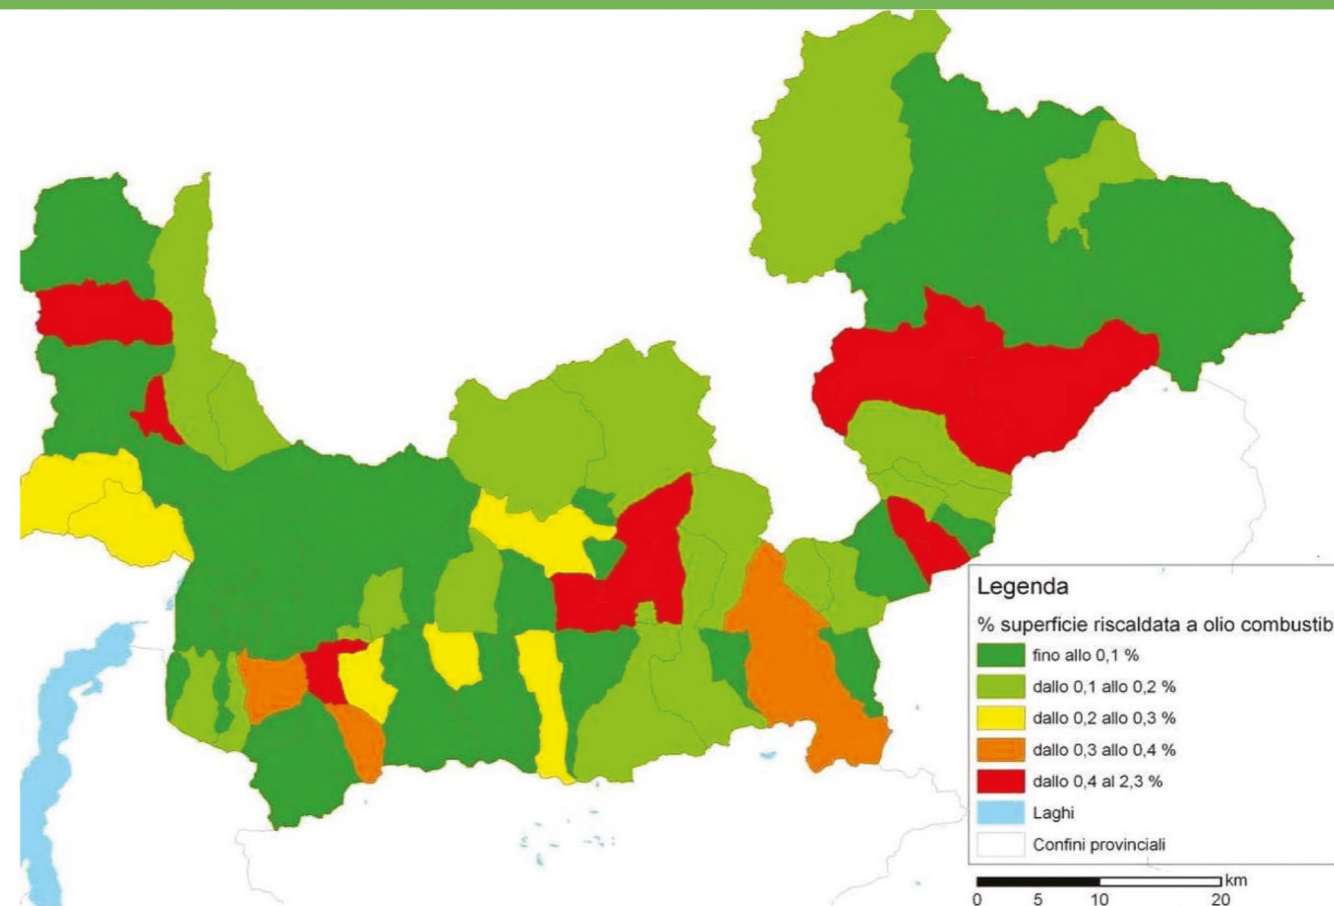 Legenda
% superficie riscaldata a olio combustib
fino allo 0,1 %
dallo 0,1 allo 0,2 %
dallo 0,2 allo 0,3 %
dallo 0,3 allo 0,4 %
dallo 0,4 al 2,3 %
Laghi
Confini provinciali
km
0 5 10 20